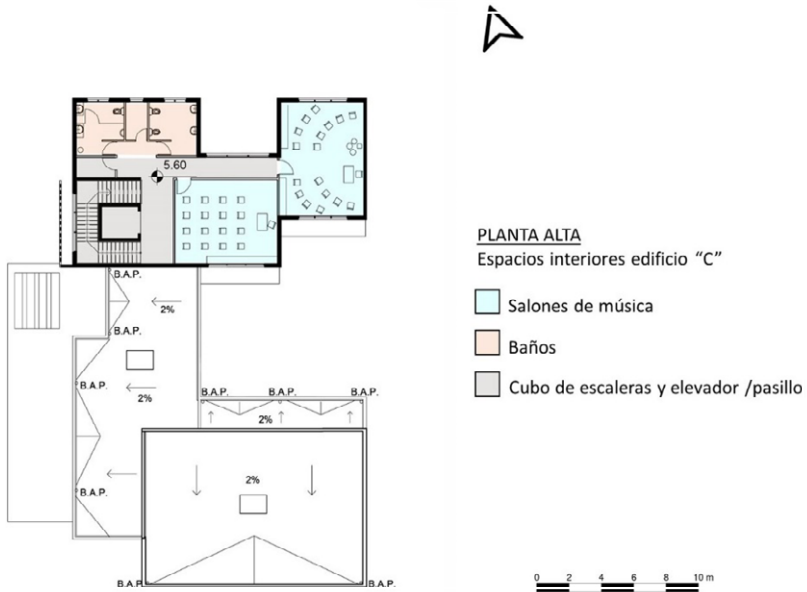 5.60
B.A.P.
2%
B.A.P.
B.A.P.
2%
B.A.P.
B.A.P.
B.A.P.
B.A.P.
2%
2%
B.A.P.
B.A.P.
PLANTA ALTA
Espacios interiores edificio “C”
Salones de música
Baños
Cubo de escaleras y elevador /pasillo
0 2 4 6 8 10 m